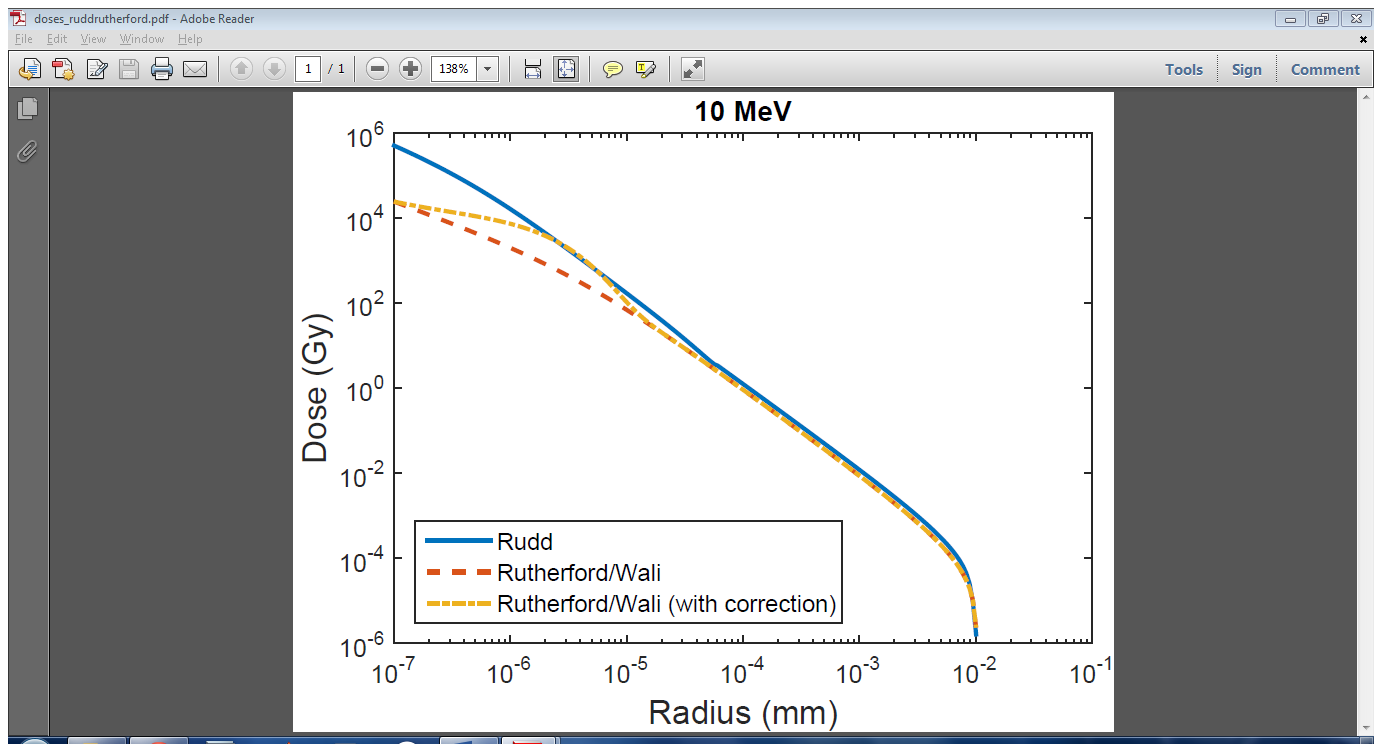 doses_ruddrutherford.pdf - Adobe Reader
File Edit View Window Help
1 / 1 138% Tools Sign Comment
10 MeV
10^6
10^4
10^2
10^0
10^-2
10^-4
10^-6
Dose (Gy)
Rudd
Rutherford/Wali
Rutherford/Wali (with correction)
10^-7 10^-6 10^-5 10^-4 10^-3 10^-2 10^-1
Radius (mm)